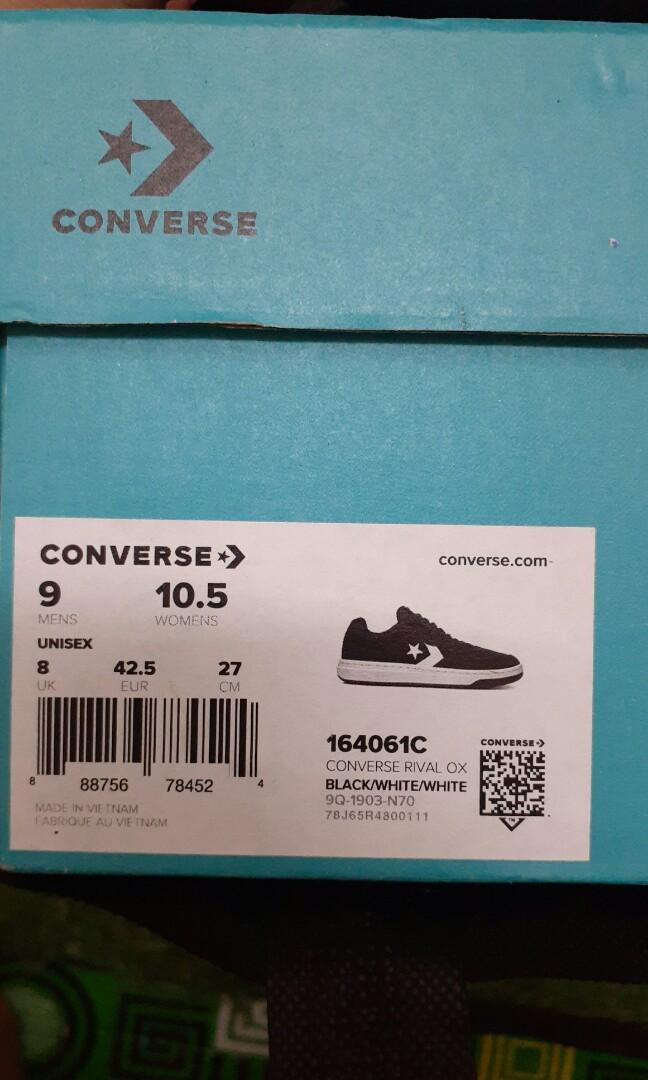 CONVERSE
CONVERSE
converse.com
9 10.5
MENS WOMENS
UNISEX
8 42.5 27
UK EUR CM
8 88756 78452 4
MADE IN VIETNAM
FABRIQUE AU VIETNAM
164061C
CONVERSE RIVAL OX
BLACK/WHITE/WHITE
9Q-1903-N70
78J65R4800111
CONVERSE
TM